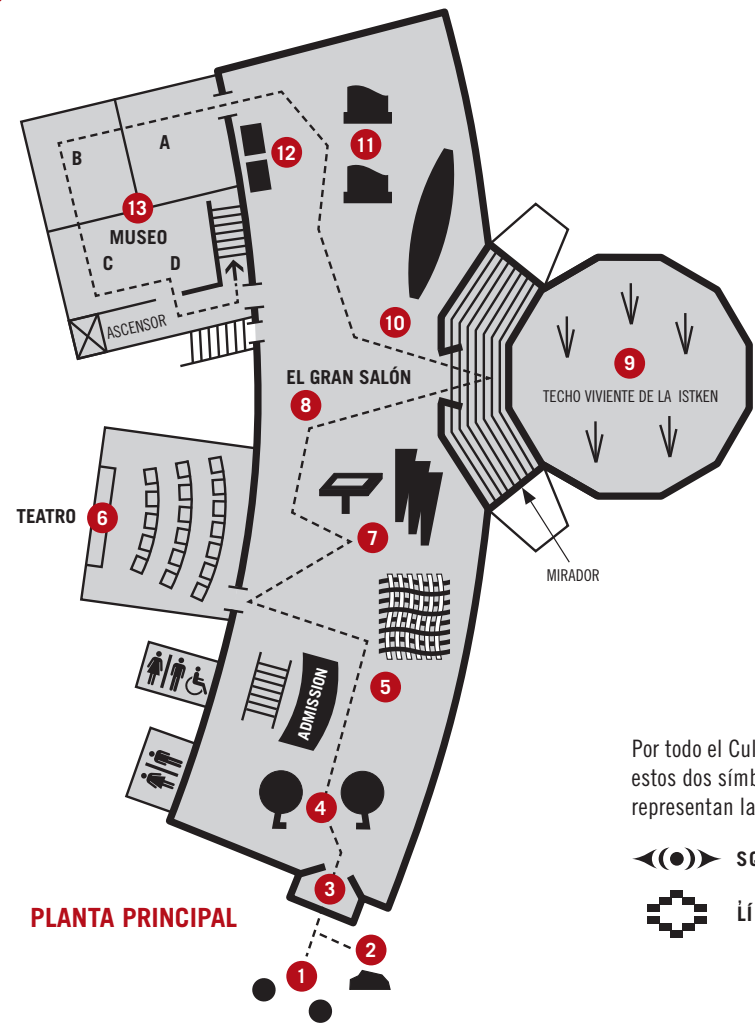 B
A
12
11
13
MUSEO
C
D
ASCENSOR
10
EL GRAN SALÓN
8
9
TECHO VIVIENTE DE LA ISTKEN
TEATRO
6
7
MIRADOR
ADMISSION
5
4
3
PLANTA PRINCIPAL
2
1
Por todo el Cul
estos dos símb
representan la